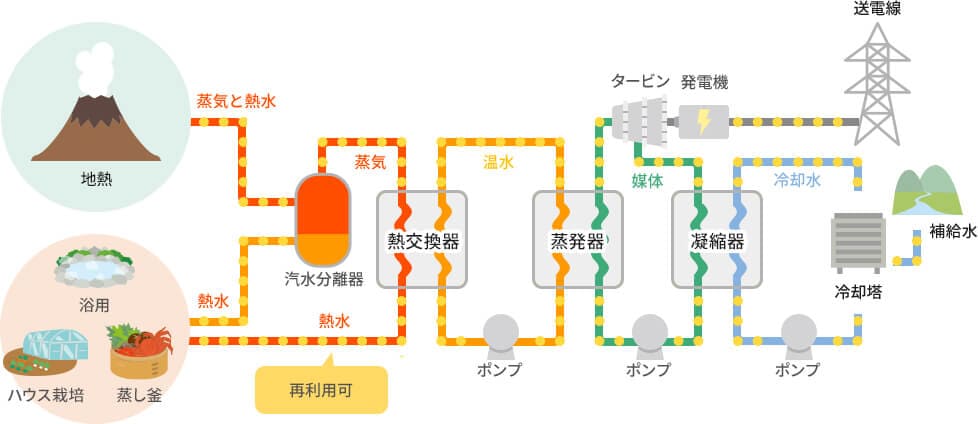 送電線
タービン
発電機
蒸気と熱水
蒸気
温水
媒体
冷却水
地熱
熱交換器
蒸発器
凝縮器
補給水
汽水分離器
冷却塔
浴用
熱水
熱水
ポンプ
ポンプ
ポンプ
ハウス栽培
蒸し釜
再利用可